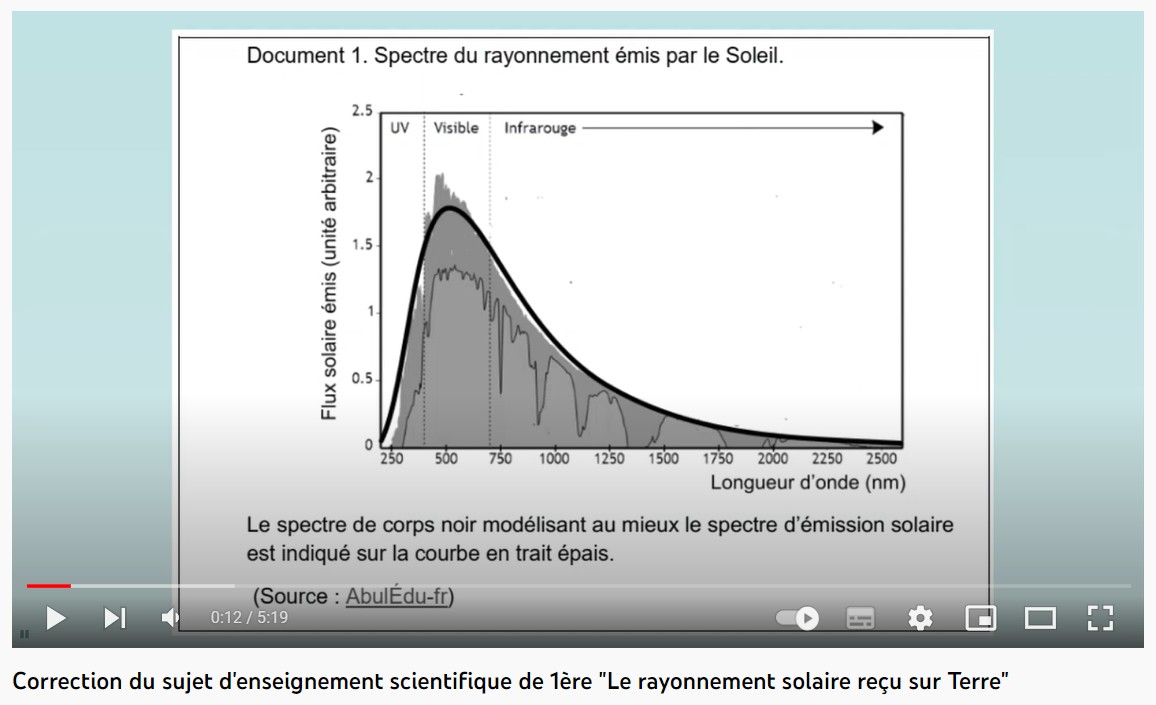 Document 1. Spectre du rayonnement émis par le Soleil.
2.5
UV
Visible
Infrarouge
2
1.5
1
0.5
0
Flux solaire émis (unité arbitraire)
250 500 750 1000 1250 1500 1750 2000 2250 2500
Longueur d'onde (nm)
Le spectre de corps noir modélisant au mieux le spectre d'émission solaire
est indiqué sur la courbe en trait épais.
(Source : AbulÉdu-fr)
0:12 / 5:19
Correction du sujet d'enseignement scientifique de 1ère "Le rayonnement solaire reçu sur Terre"